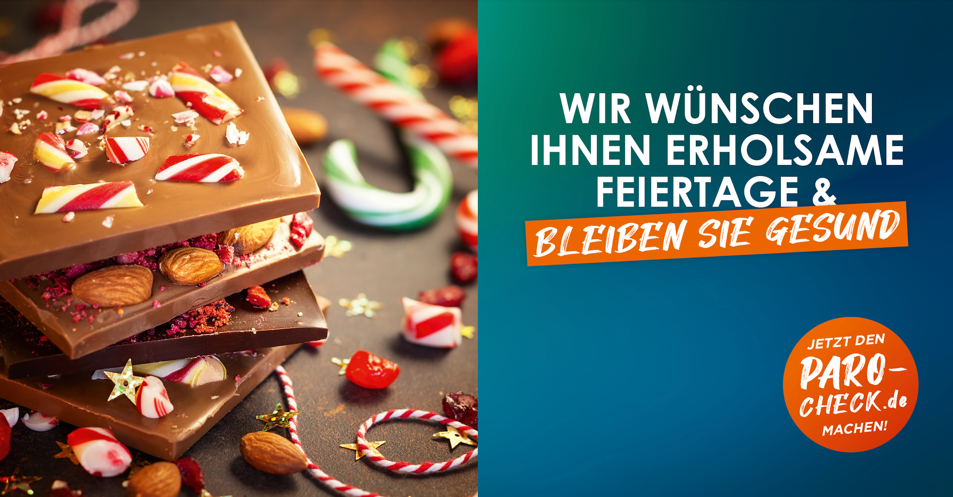 WIR WÜNSCHEN
IHNEN ERHOLSAME
FEIERTAGE &
BLEIBEN SIE GESUND
JETZT DEN
PARO-
CHECK.de
MACHEN!